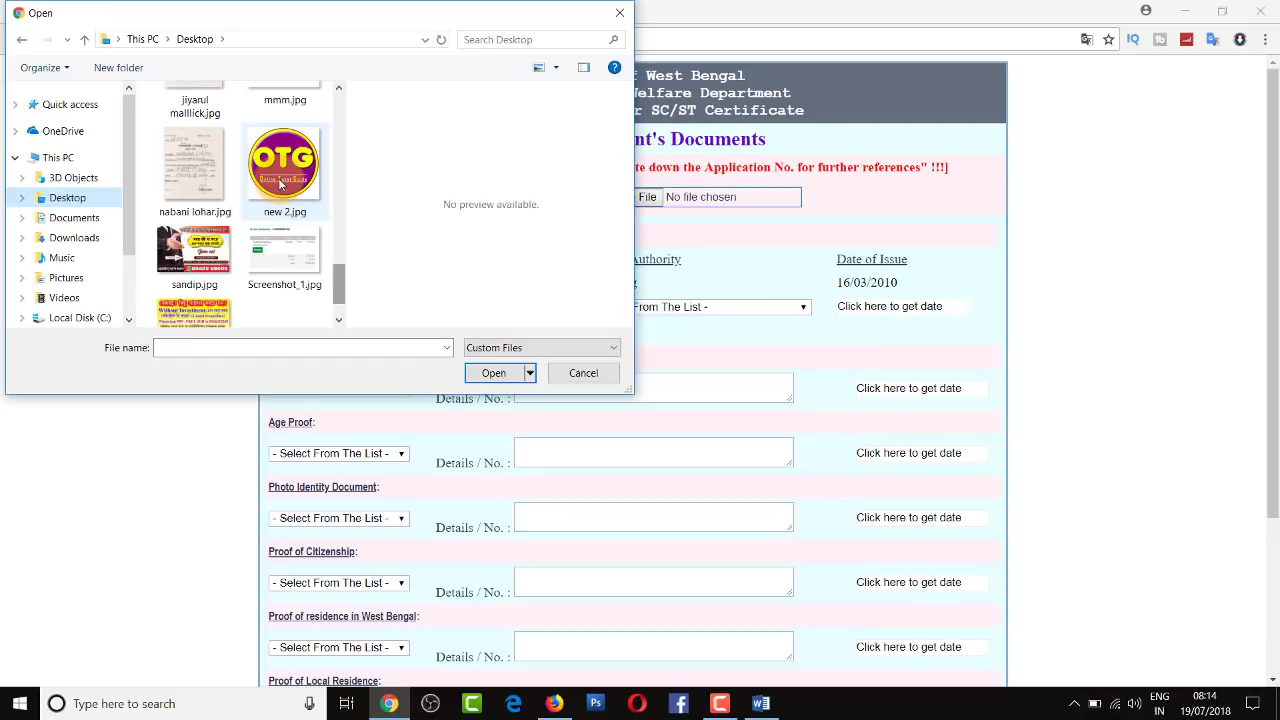 Open
This PC
Desktop
Search Desktop
Organize
New folder
Quick access
OneDrive
This PC
3D Objects
Desktop
Documents
Downloads
Music
Pictures
Videos
Local Disk (C:)
jiyarul
malllick.jpg
mmm.jpg
OTG
nabani lohar.jpg
new 2.jpg
sandip.jpg
Screenshot_1.jpg
No preview available.
File name:
Custom Files
Open
Cancel
f West Bengal
Welfare Department
r SC/ST Certificate
nt's Documents
te down the Application No. for further references" !!!]
File No file chosen
Authority
Date of Issue
g
16/03/2010
From The List -
Click here to get date
Details / No. :
Click here to get date
Age Proof:
- Select From The List -
Details / No. :
Click here to get date
Photo Identity Document:
- Select From The List -
Details / No. :
Click here to get date
Proof of Citizenship:
- Select From The List -
Details / No. :
Click here to get date
Proof of residence in West Bengal:
- Select From The List -
Details / No. :
Click here to get date
Proof of Local Residence:
Type here to search
ENG
IN
08:14
19/07/2018